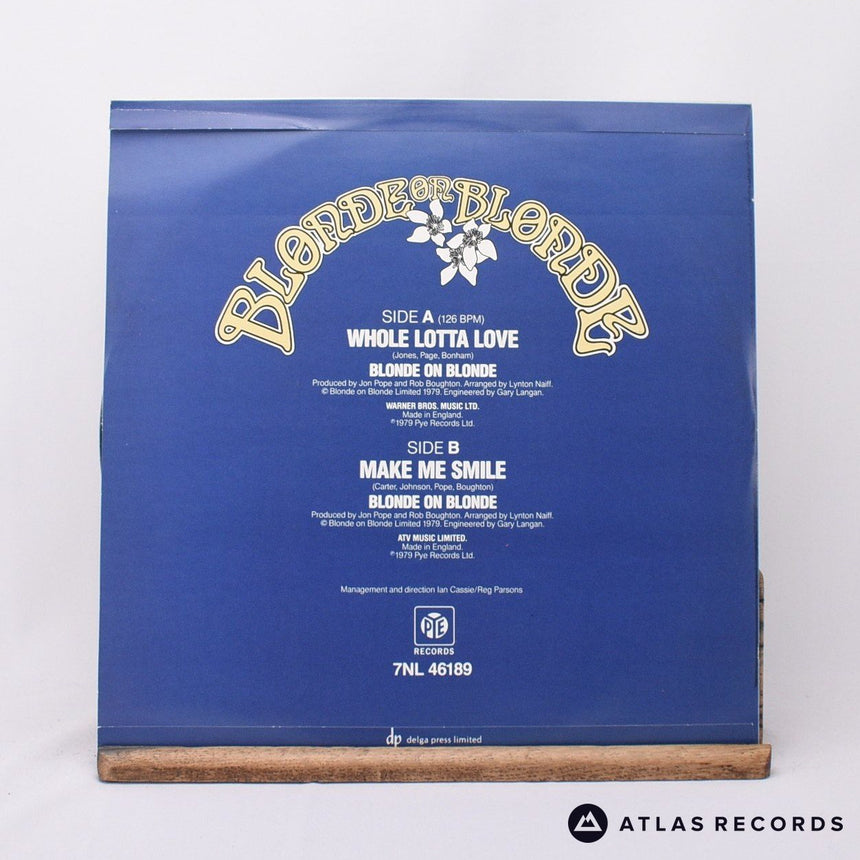 BLONDE ON BLONDE
SIDE A (126 BPM)
WHOLE LOTTA LOVE
(Jones, Page, Bonham)
BLONDE ON BLONDE
Produced by Jon Pope and Rob Boughton. Arranged by Lynton Naiff.
© Blonde on Blonde Limited 1979. Engineered by Gary Langan.
WARNER BROS. MUSIC LTD.
Made in England.
℗1979 Pye Records Ltd.
SIDE B
MAKE ME SMILE
(Carter, Johnson, Pope, Boughton)
BLONDE ON BLONDE
Produced by Jon Pope and Rob Boughton. Arranged by Lynton Naiff.
© Blonde on Blonde Limited 1979. Engineered by Gary Langan.
ATV MUSIC LIMITED.
Made in England.
℗1979 Pye Records Ltd.
Management and direction Ian Cassie/Reg Parsons
PYE
RECORDS
7NL 46189
dp delga press limited
ATLAS RECORDS